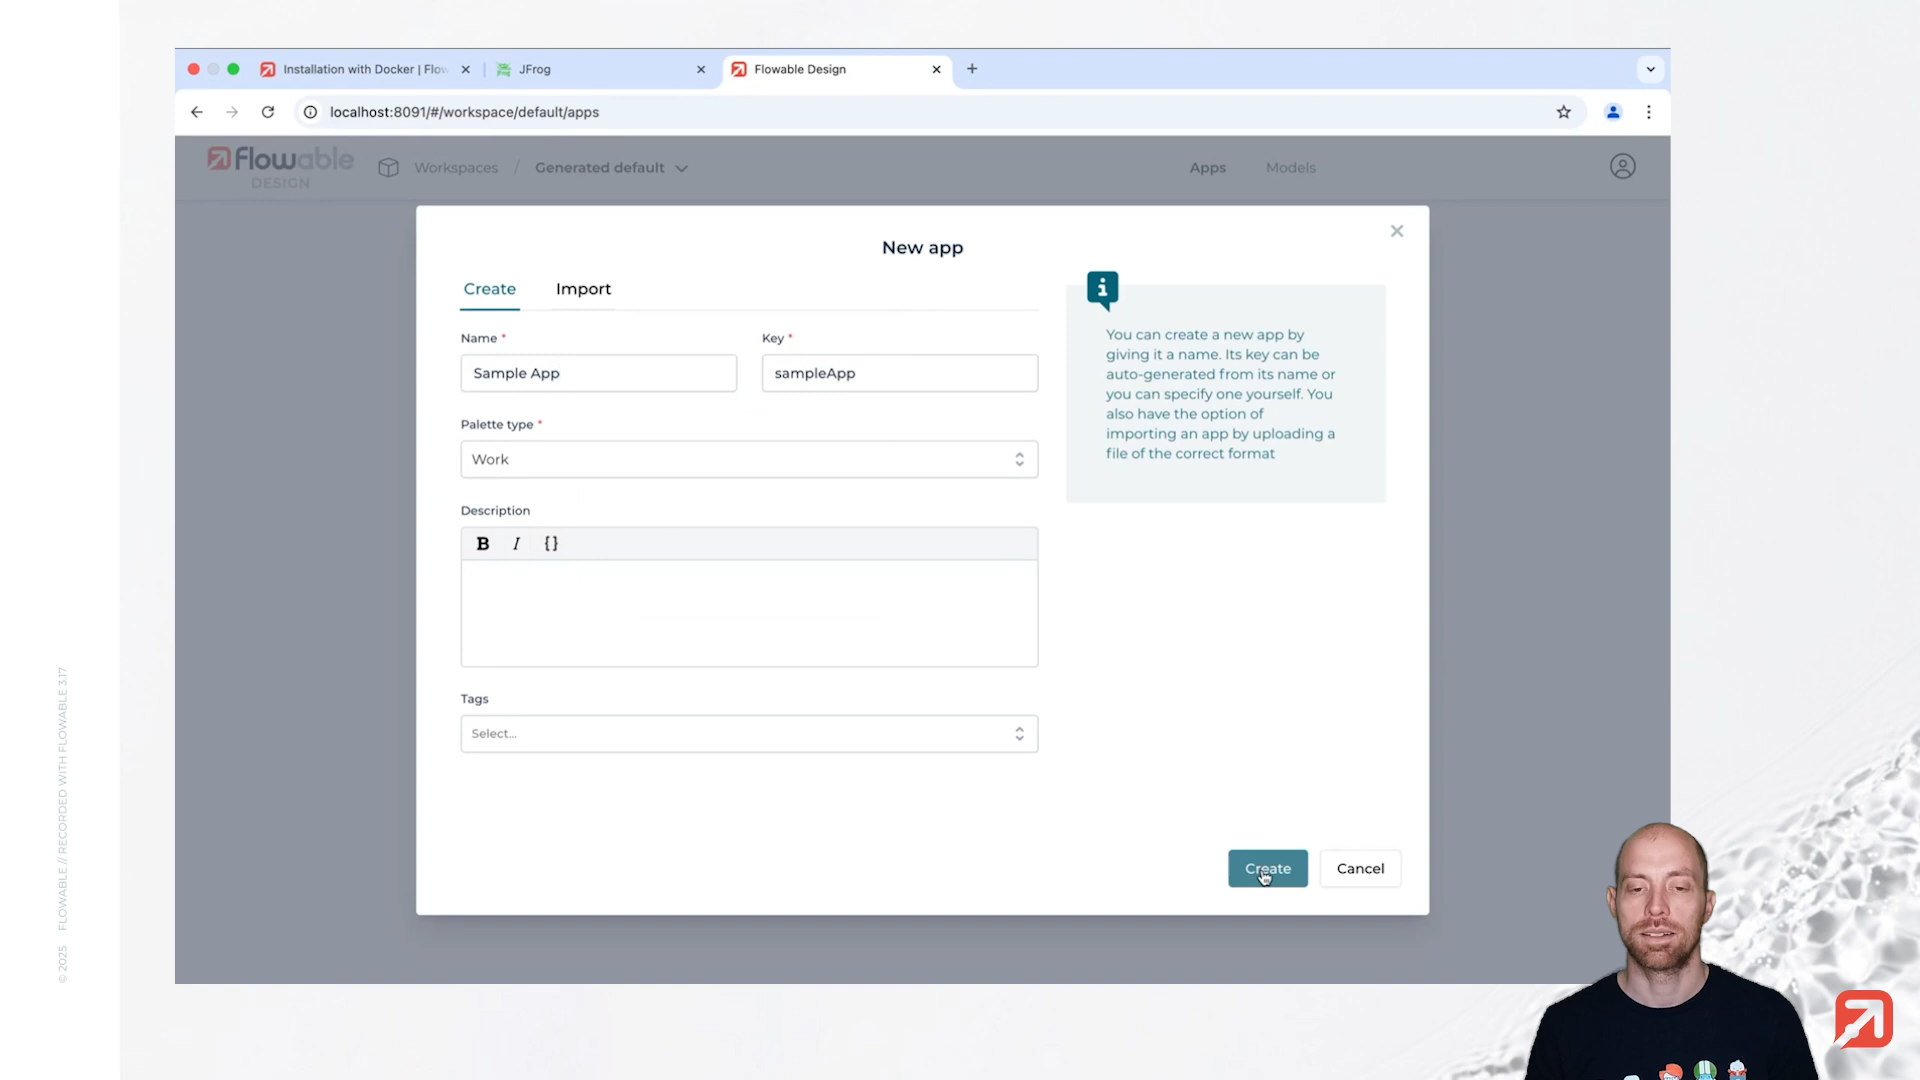 Installation with Docker | Flow
JFrog
Flowable Design
localhost:8091/#/workspace/default/apps
Flowable
DESIGN
Workspaces / Generated default
Apps
Models
New app
Create
Import
Name *
Key *
Sample App
sampleApp
Palette type *
Work
Description
B I {}
Tags
Select...
You can create a new app by
giving it a name. Its key can be
auto-generated from its name or
you can specify one yourself. You
also have the option of
importing an app by uploading a
file of the correct format
Create
Cancel
© 2025 FLOWABLE // RECORDED WITH FLOWABLE 3.17